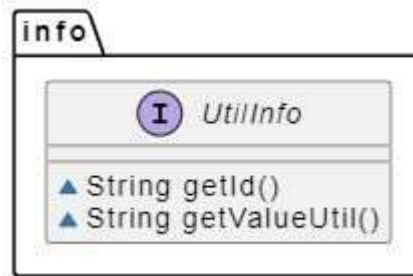 info
I UtilInfo
String getId()
String getValueUtil()